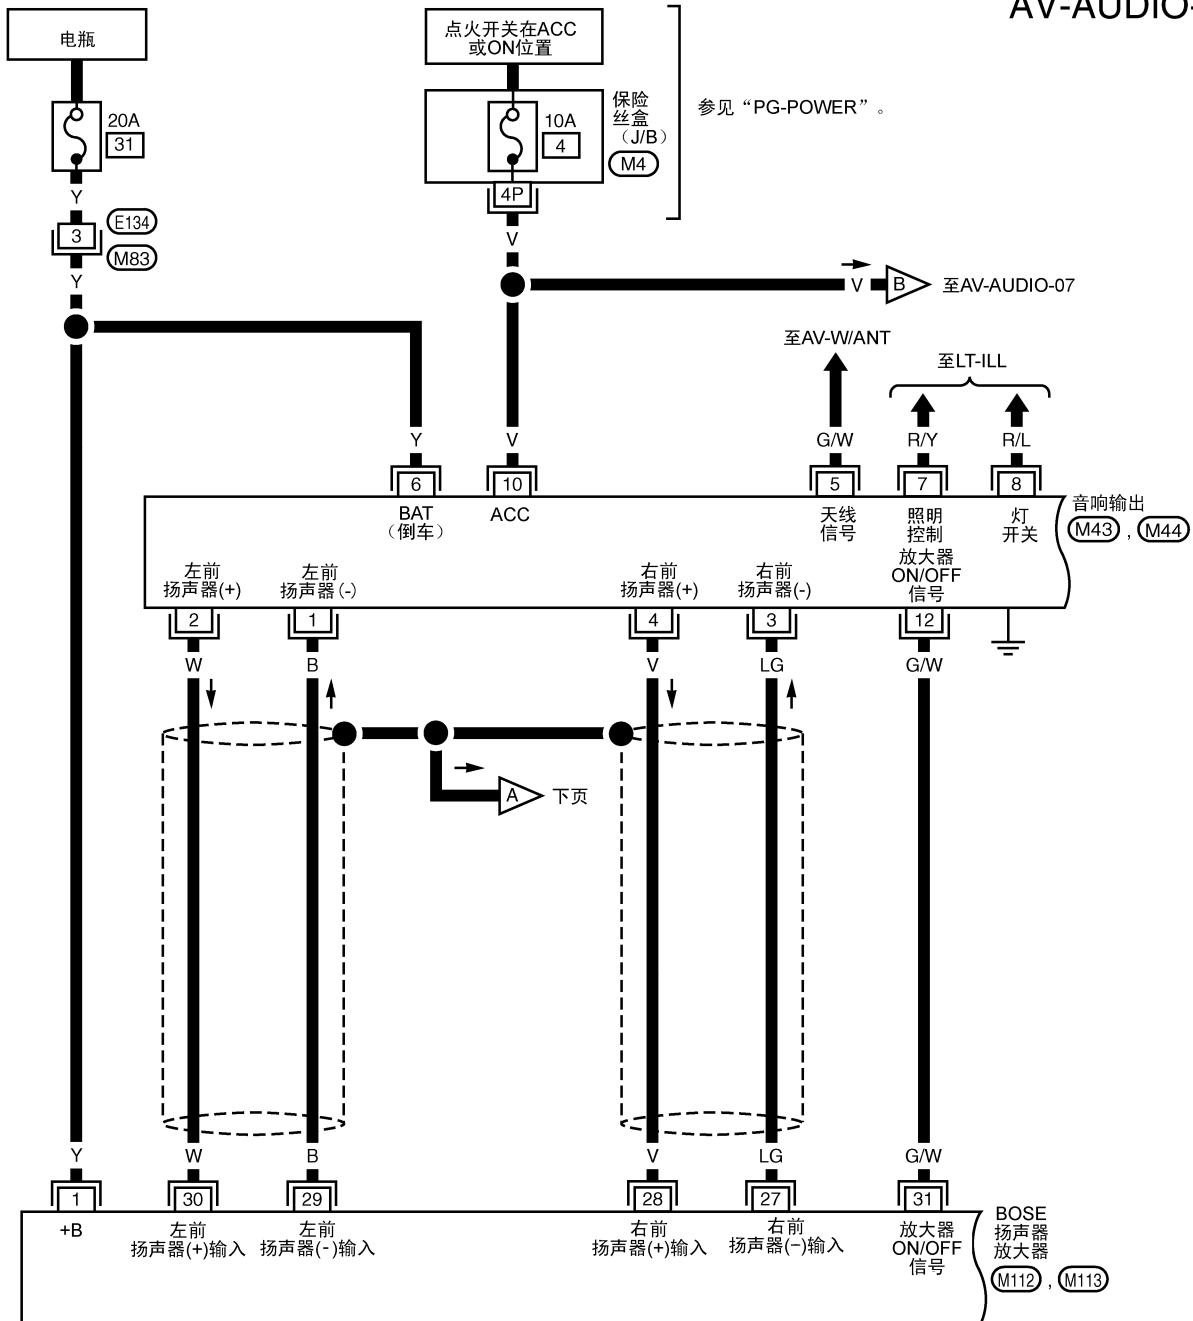 AV-AUDIO-
电瓶
点火开关在ACC
或ON位置
20A
31
10A
4
保险
丝盒
（J/B）
M4
参见“PG-POWER”。
4P
Y
3
E134
M83
V
Y
V
B
至AV-AUDIO-07
至AV-W/ANT
至LT-ILL
Y
V
G/W
R/Y
R/L
6
10
5
7
8
BAT
（倒车）
ACC
天线
信号
照明
控制
灯
开关
音响输出
M43 , M44
左前
扬声器(+)
左前
扬声器(-)
右前
扬声器(+)
右前
扬声器(-)
放大器
ON/OFF
信号
2
1
4
3
12
W
B
V
LG
G/W
A
下页
Y
W
B
V
LG
G/W
1
30
29
28
27
31
+B
左前
扬声器(+)输入
左前
扬声器(-)输入
右前
扬声器(+)输入
右前
扬声器(-)输入
放大器
ON/OFF
信号
BOSE
扬声器
放大器
M112 , M113